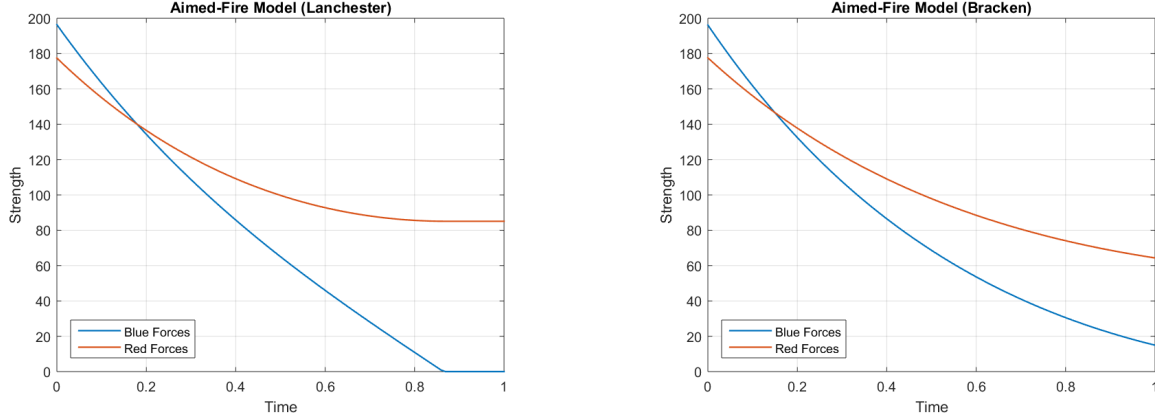 Aimed-Fire Model (Lanchester)
200
180
160
140
120
100
80
60
40
20
0
Strength
Blue Forces
Red Forces
0 0.2 0.4 0.6 0.8 1
Time
Aimed-Fire Model (Bracken)
200
180
160
140
120
100
80
60
40
20
0
Strength
Blue Forces
Red Forces
0 0.2 0.4 0.6 0.8 1
Time